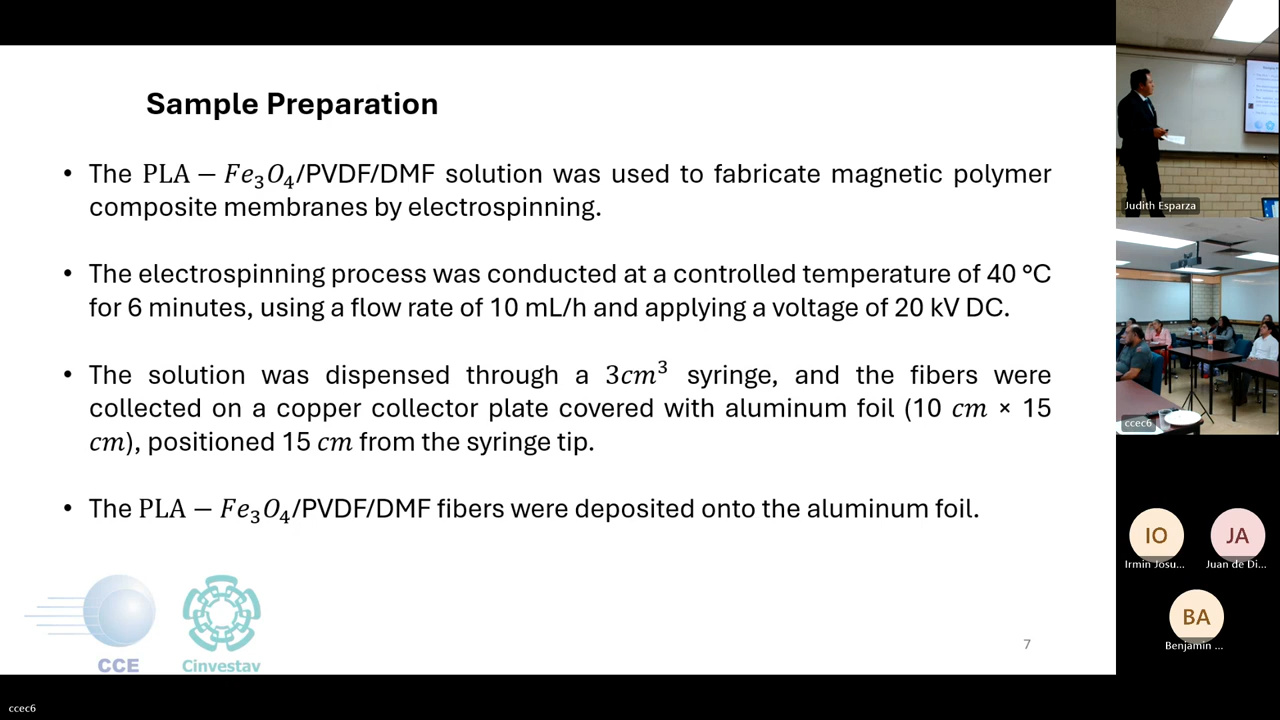 Sample Preparation
• The PLA − Fe₃O₄/PVDF/DMF solution was used to fabricate magnetic polymer
composite membranes by electrospinning.
• The electrospinning process was conducted at a controlled temperature of 40 °C
for 6 minutes, using a flow rate of 10 mL/h and applying a voltage of 20 kV DC.
• The solution was dispensed through a 3cm³ syringe, and the fibers were
collected on a copper collector plate covered with aluminum foil (10 cm × 15
cm), positioned 15 cm from the syringe tip.
• The PLA − Fe₃O₄/PVDF/DMF fibers were deposited onto the aluminum foil.
CCE
Cinvestav
7
Judith Esparza
ccec6
IO
Irmin Josu...
JA
Juan de Di...
BA
Benjamin ...
ccec6